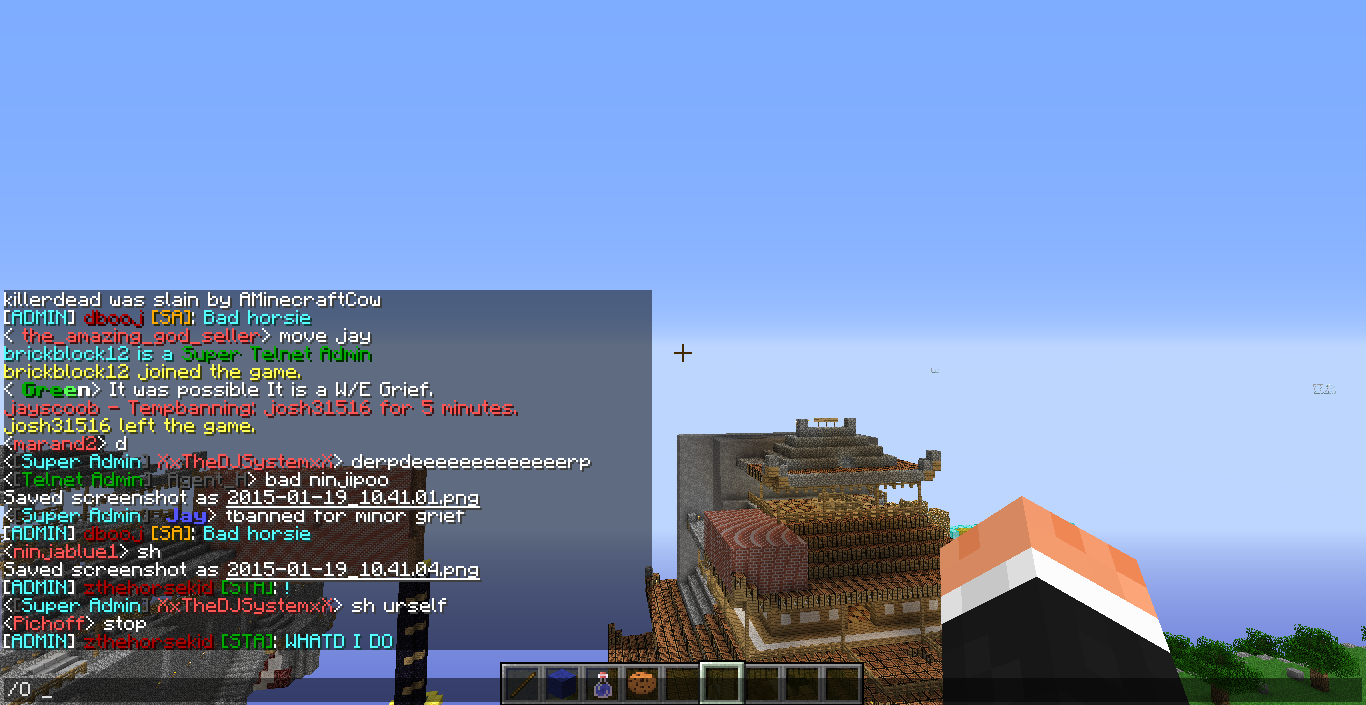 killerdead was slain by AMinecraftCow
[ADMIN] dbooj [SA]: Bad horsie
< the_amazing_god_seller> move jay
brickblock12 is a Super Telnet Admin
brickblock12 joined the game.
< Green> It was possible It is a W/E Grief.
jayscoob - Tempbanning: josh31516 for 5 minutes.
josh31516 left the game.
<marand2> d
<[Super Admin] XxTheDJSystemxX> derpdeeeeeeeeeeeeeerp
<[Telnet Admin] Agent_A> bad ninjipoo
Saved screenshot as 2015-01-19_10.41.01.png
<[Super Admin] Jay> tbanned for minor grief
[ADMIN] dbooj [SA]: Bad horsie
<ninjablue1> sh
Saved screenshot as 2015-01-19_10.41.04.png
[ADMIN] zthehorsekid [STA]: !
<[Super Admin] XxTheDJSystemxX> sh urself
<Pichoff> stop
[ADMIN] zthehorsekid [STA]: WHATD I DO
/O _